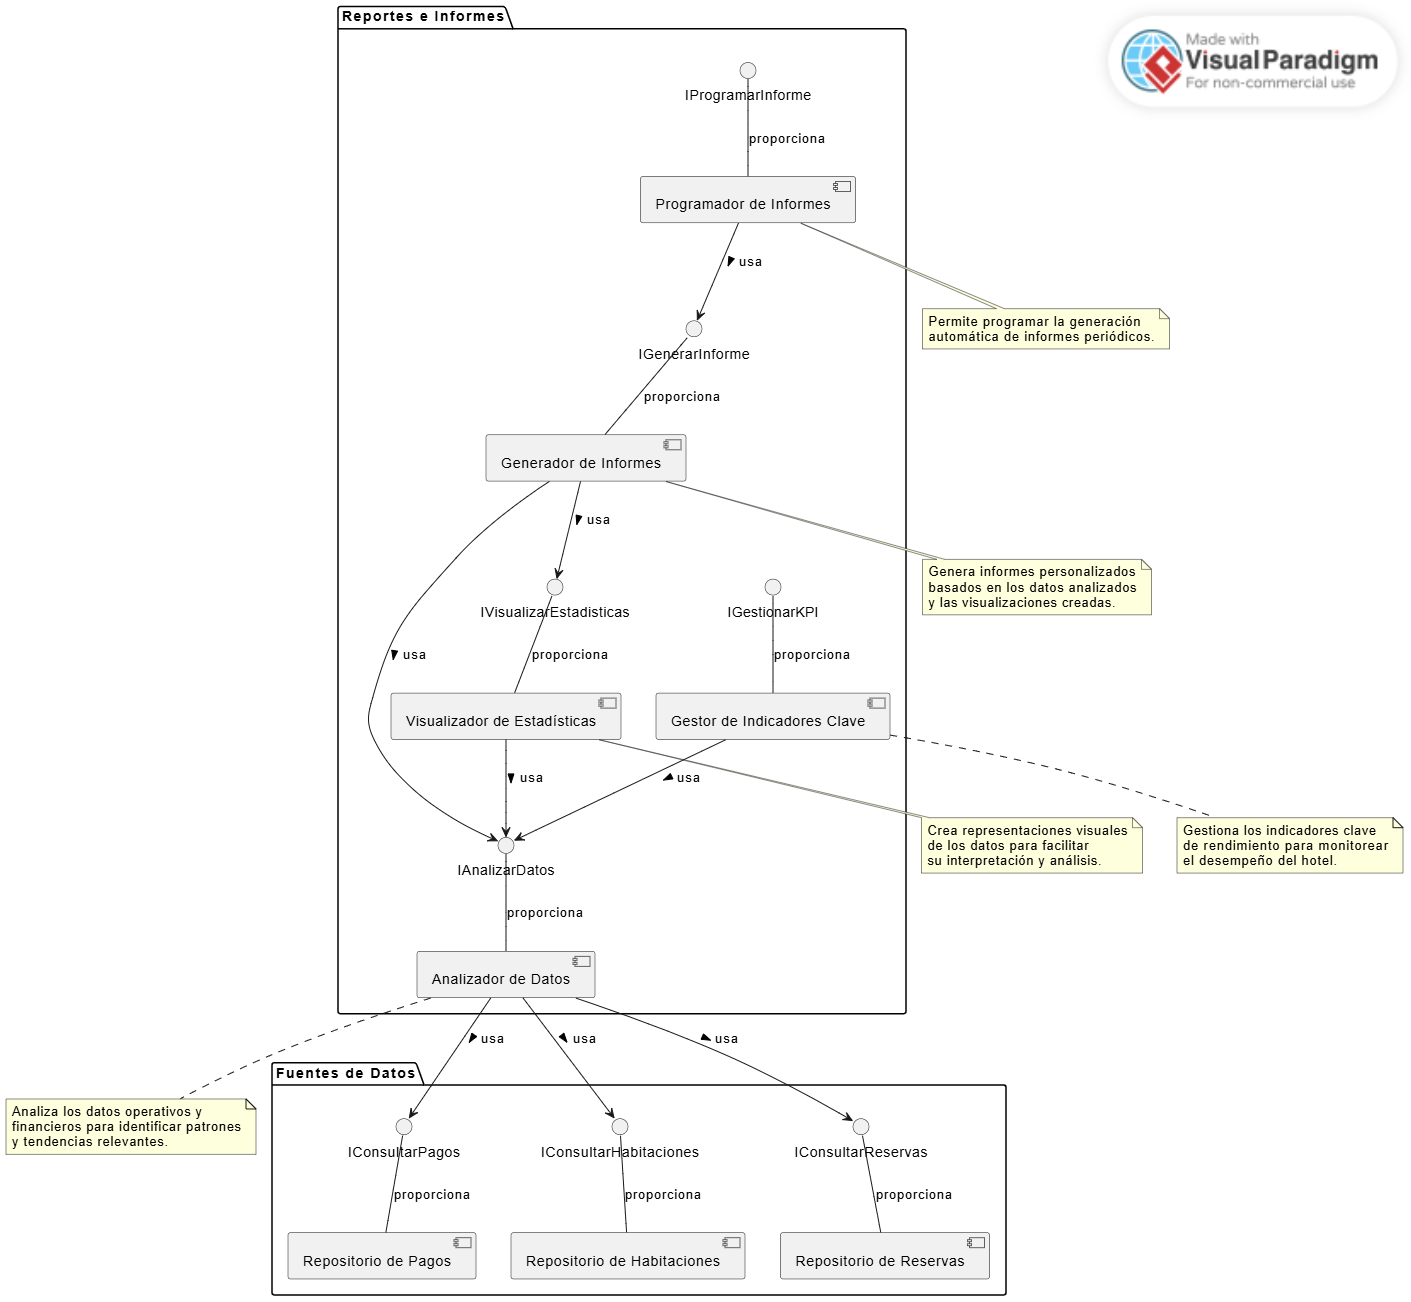 Reportes e Informes
Made with
Visual Paradigm
For non-commercial use
IProgramarInforme
proporciona
Programador de Informes
usa
Permite programar la generación
automática de informes periódicos.
IGenerarInforme
proporciona
Generador de Informes
usa
Genera informes personalizados
basados en los datos analizados
y las visualizaciones creadas.
IVisualizarEstadisticas
IGestionarKPI
usa
proporciona
proporciona
Visualizador de Estadísticas
Gestor de Indicadores Clave
usa
usa
Crea representaciones visuales
de los datos para facilitar
su interpretación y análisis.
Gestiona los indicadores clave
de rendimiento para monitorear
el desempeño del hotel.
IAnalizarDatos
proporciona
Analizador de Datos
usa
usa
usa
Fuentes de Datos
Analiza los datos operativos y
financieros para identificar patrones
y tendencias relevantes.
IConsultarPagos
IConsultarHabitaciones
IConsultarReservas
proporciona
proporciona
proporciona
Repositorio de Pagos
Repositorio de Habitaciones
Repositorio de Reservas